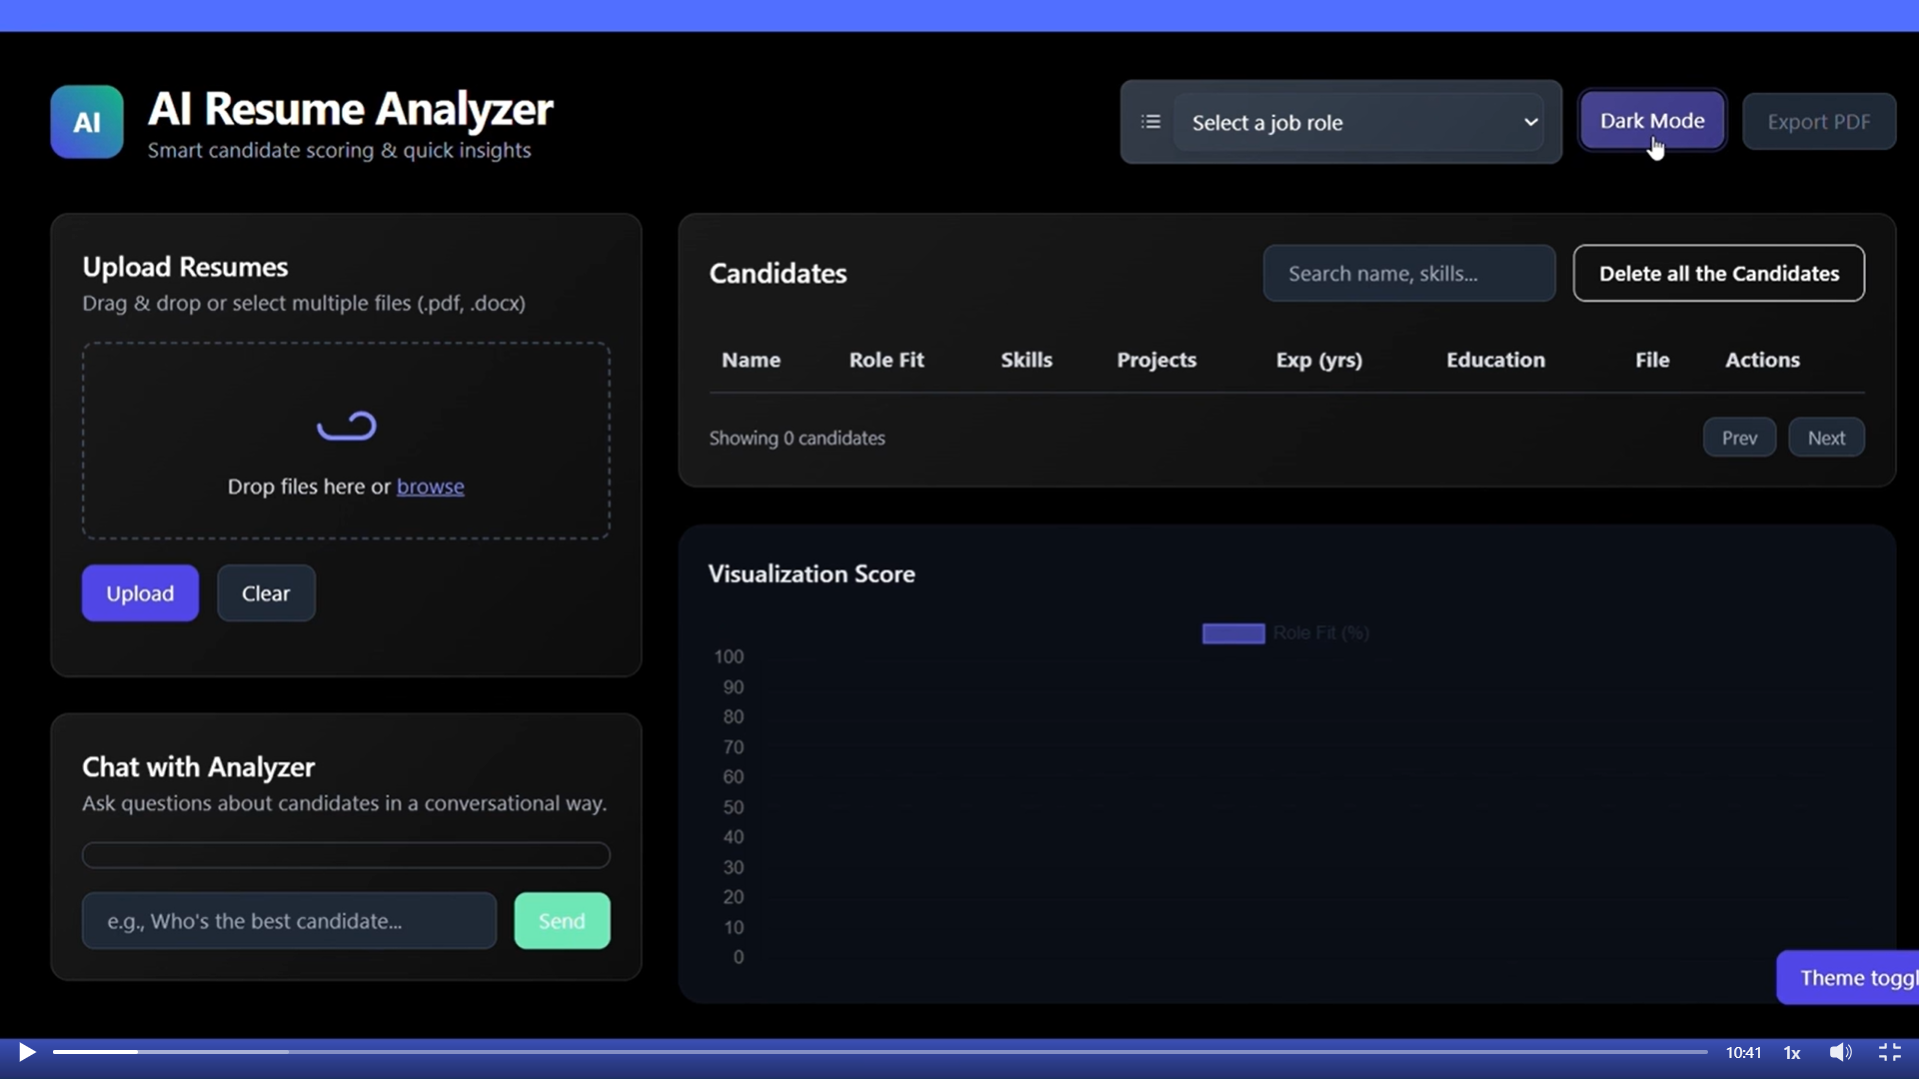 AI
AI Resume Analyzer
Smart candidate scoring & quick insights
Select a job role
Dark Mode
Export PDF
Upload Resumes
Drag & drop or select multiple files (.pdf, .docx)
Drop files here or browse
Upload
Clear
Chat with Analyzer
Ask questions about candidates in a conversational way.
e.g., Who's the best candidate...
Send
Candidates
Search name, skills...
Delete all the Candidates
Name Role Fit Skills Projects Exp (yrs) Education File Actions
Showing 0 candidates
Prev
Next
Visualization Score
Role Fit (%)
100
90
80
70
60
50
40
30
20
10
0
Theme toggl
10:41
1x